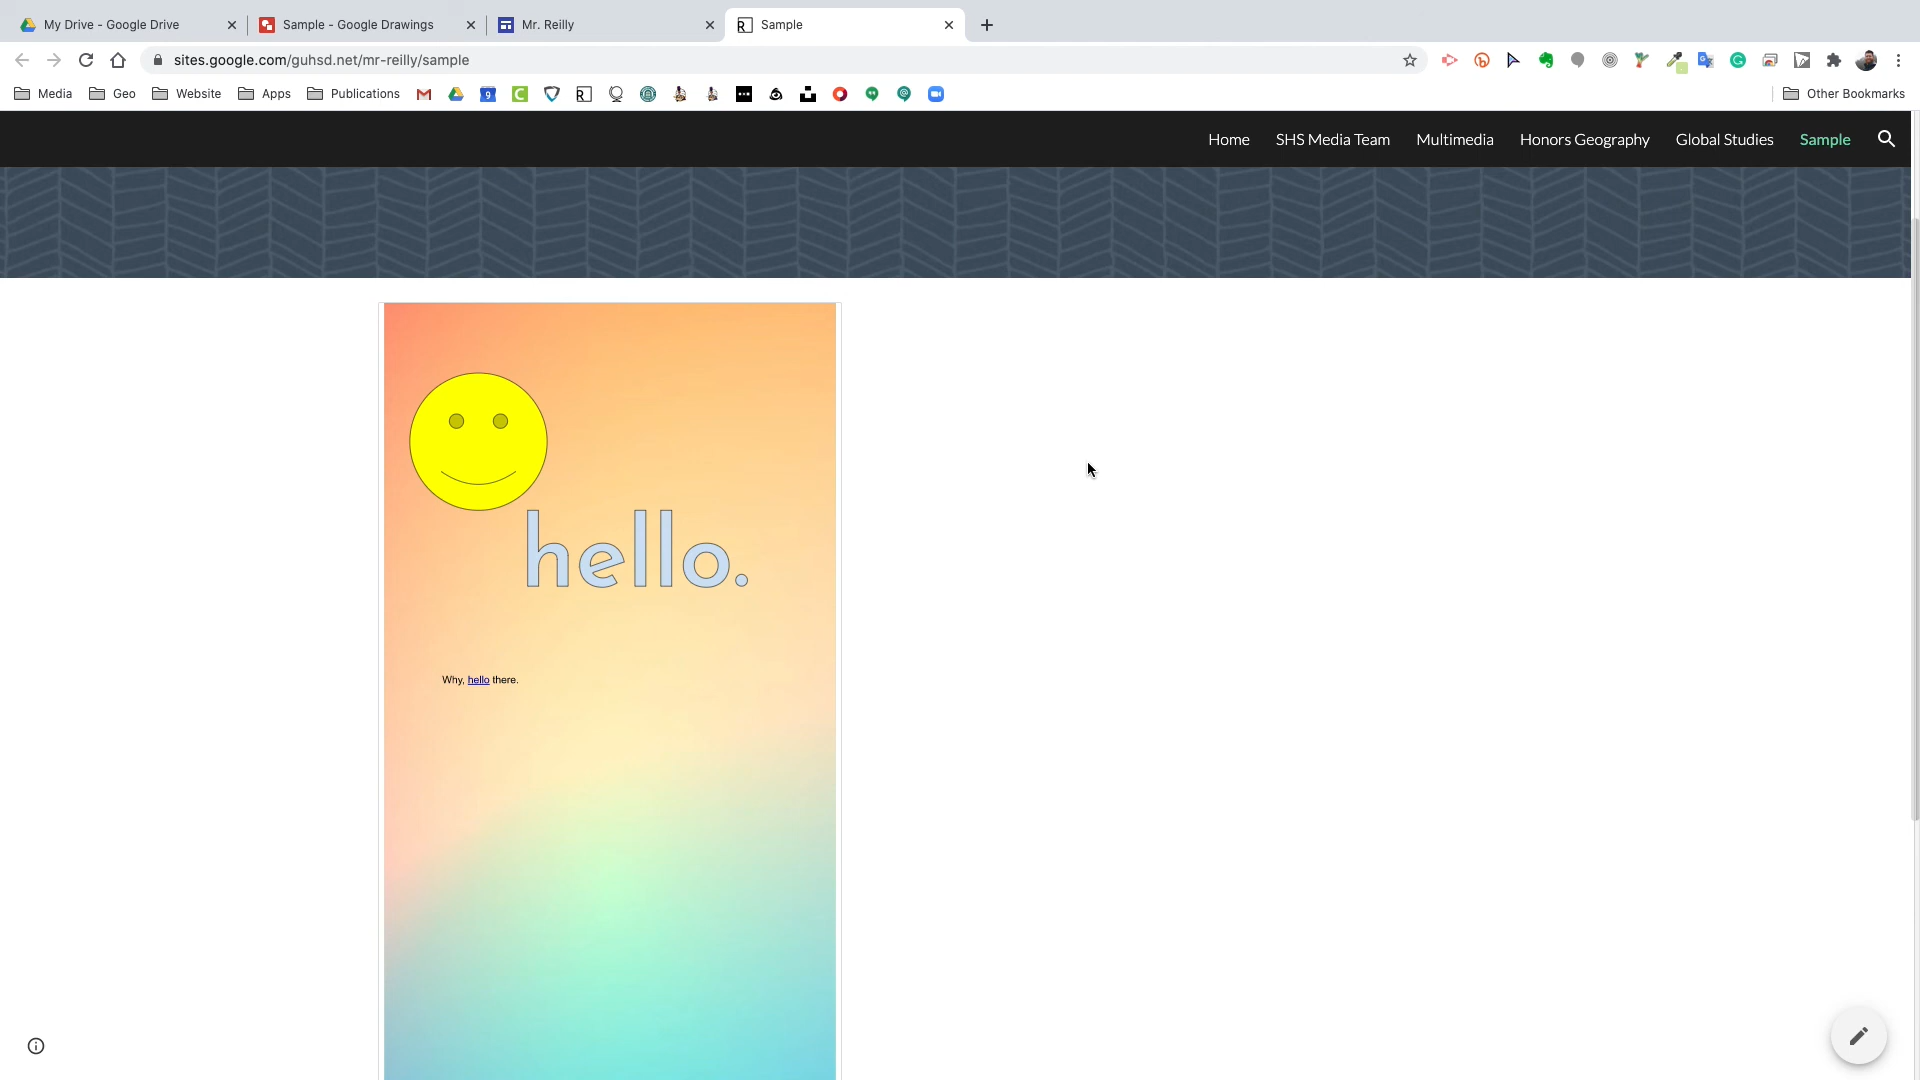 My Drive - Google Drive
Sample - Google Drawings
Mr. Reilly
Sample
sites.google.com/guhsd.net/mr-reilly/sample
Media Geo Website Apps Publications Other Bookmarks
Home SHS Media Team Multimedia Honors Geography Global Studies Sample
hello.
Why, hello there.